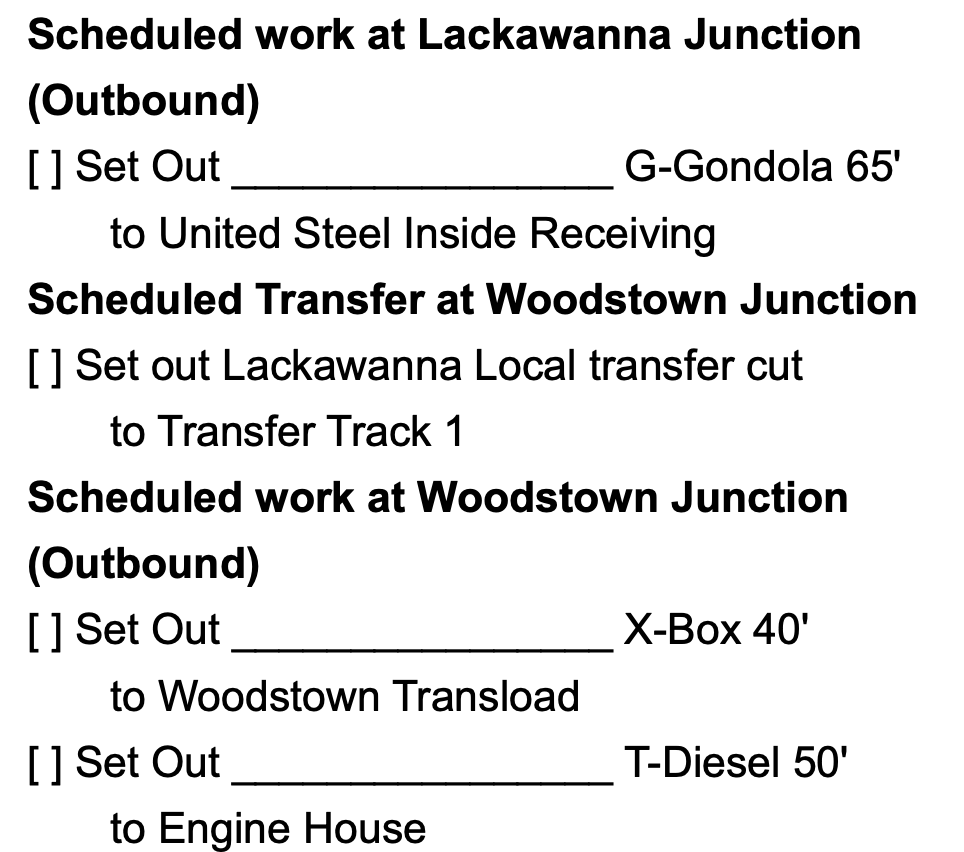 Scheduled work at Lackawanna Junction
(Outbound)
[ ] Set Out ________________ G-Gondola 65'
to United Steel Inside Receiving
Scheduled Transfer at Woodstown Junction
[ ] Set out Lackawanna Local transfer cut
to Transfer Track 1
Scheduled work at Woodstown Junction
(Outbound)
[ ] Set Out ________________ X-Box 40'
to Woodstown Transload
[ ] Set Out ________________ T-Diesel 50'
to Engine House